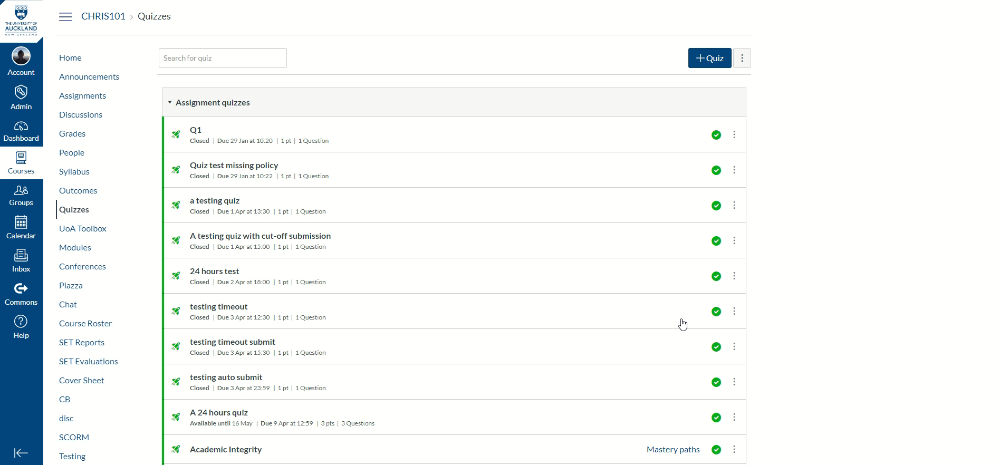 THE UNIVERSITY OF
AUCKLAND
NEW ZEALAND
Account
Admin
Dashboard
Courses
Groups
Calendar
Inbox
Commons
?
Help
CHRIS101 > Quizzes
Home
Announcements
Assignments
Discussions
Grades
People
Syllabus
Outcomes
Quizzes
UoA Toolbox
Modules
Conferences
Piazza
Chat
Course Roster
SET Reports
SET Evaluations
Cover Sheet
CB
disc
SCORM
Testing
Search for quiz
+ Quiz
Assignment quizzes
Q1
Closed | Due 29 Jan at 10:20 | 1 pt | 1 Question
Quiz test missing policy
Closed | Due 29 Jan at 10:22 | 1 pt | 1 Question
a testing quiz
Closed | Due 1 Apr at 13:30 | 1 pt | 1 Question
A testing quiz with cut-off submission
Closed | Due 1 Apr at 15:00 | 1 pt | 1 Question
24 hours test
Closed | Due 2 Apr at 18:00 | 1 pt | 1 Question
testing timeout
Closed | Due 3 Apr at 12:30 | 1 pt | 1 Question
testing timeout submit
Closed | Due 3 Apr at 15:30 | 1 pt | 1 Question
testing auto submit
Closed | Due 3 Apr at 23:59 | 1 pt | 1 Question
A 24 hours quiz
Available until 16 May | Due 9 Apr at 12:59 | 3 pts | 3 Questions
Academic Integrity
Mastery paths